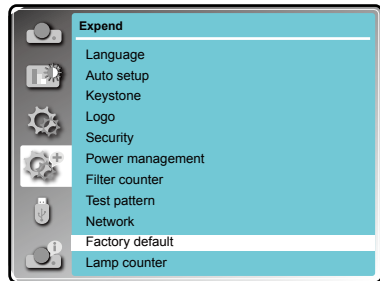 Expend
Language
Auto setup
Keystone
Logo
Security
Power management
Filter counter
Test pattern
Network
Factory default
Lamp counter